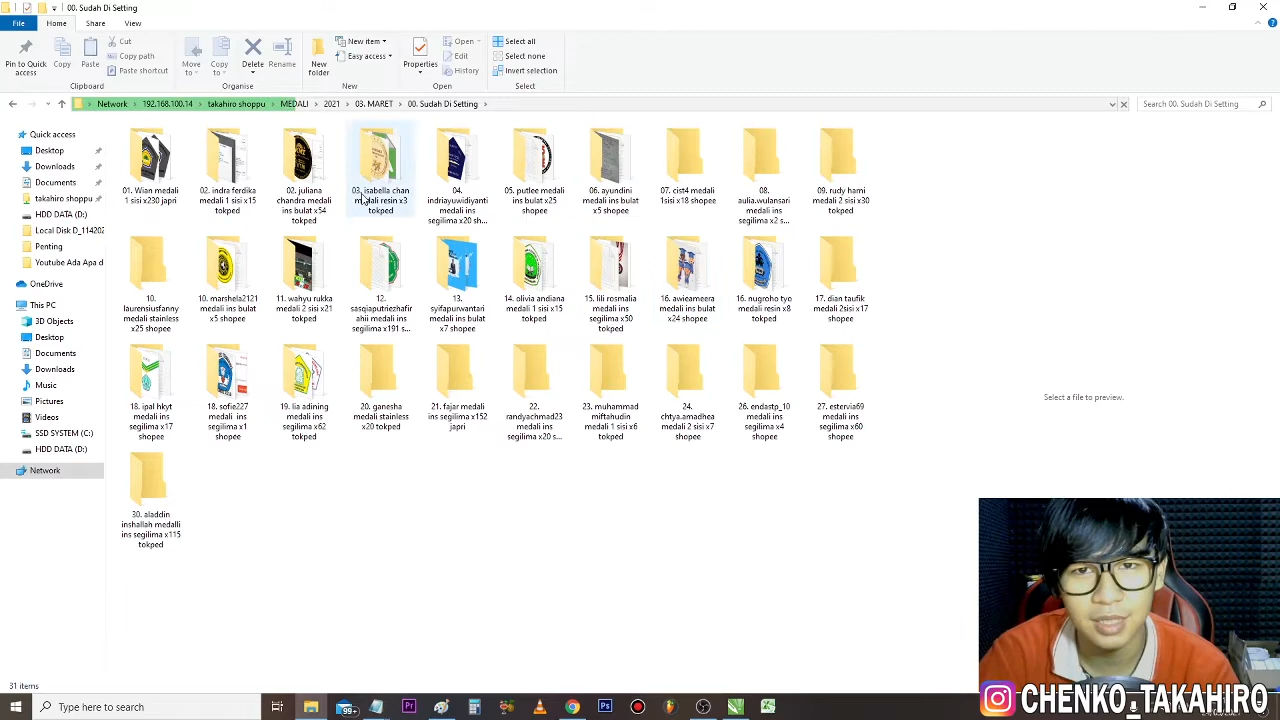 00. Sudah Di Setting
File Home Share View
Pin to Quick access
Copy
Paste
Cut
Copy path
Paste shortcut
Clipboard
Move to
Copy to
Delete
Rename
Organise
New folder
New item
Easy access
New
Properties
Open
Edit
History
Open
Select all
Select none
Invert selection
Select
Network > 192.168.100.14 > takahiro shoppu > MEDALI > 2021 > 03. MARET > 00. Sudah Di Setting >
Search 00. Sudah Di Setting
Quick access
Desktop
Downloads
Documents
takahiro shoppu
HDD DATA (D:)
Local Disk D_114202
Penting
Youtube Ada Apa d
OneDrive
This PC
3D Objects
Desktop
Documents
Downloads
Music
Pictures
Videos
SSD SYSTEM (C:)
HDD DATA (D:)
Network
01. Wian medali
1 sisi x230 japri
02. indra ferdika
medali resin x15
tokped
02. juliana
chandra medali
ins bulat x54
tokped
03. isabella chan
medali resin x3
tokped
04.
indriayuwidiyanti
medali ins
segilima x20 sh...
05. putlee medali
ins bulat x25
shopee
06. ayundini
medali ins bulat
x5 shopee
07. cist4 medali
1sisi x18 shopee
08.
aulia.wulansari
medali ins
segilima x2 s...
09. rudy hami
medali 2 sisi x30
tokped
10.
laurensiusfanny
medali stainless
x25 shopee
10. marshela2121
medali ins bulat
x5 shopee
11. wahyu rukka
medali 2 sisi x21
tokped
12.
sasqiaputriezhafir
ahii medali ins
segilima x191 s...
13.
syifapurwantari
medali ins bulat
x7 shopee
14. olivia andiana
medali 1 sisi x15
tokped
15. lili rosmalia
medali ins
segilima x50
tokped
16. awieameera
medali ins bulat
x24 shopee
16. nugroho tyo
medali resin x8
tokped
17. dian taufik
medali 2sisi x17
shopee
18. ipal hkyt
medali ins
segilima x17
shopee
18. sofie227
medali ins
segilima x1
shopee
19. lia adining
medali ins
segilima x62
tokped
20. ganesha
medali stainless
x20 tokped
21. fajar medali
ins segilima x152
japri
22.
randyachmad23
medali ins
segilima x20 s...
23. muhammad
miftahudin
medali 1 sisi x6
tokped
24.
chtya.amadhea
medali 2 sisi x7
shopee
26. endastp_10
medali ins
segilima x4
shopee
27. estervia69
medali ins
segilima x60
shopee
30. aladdin
inshallah medalli
ins segilima x115
tokped
Select a file to preview.
31 items
Type here to search
99+
CHENKO_TAKAHIRO